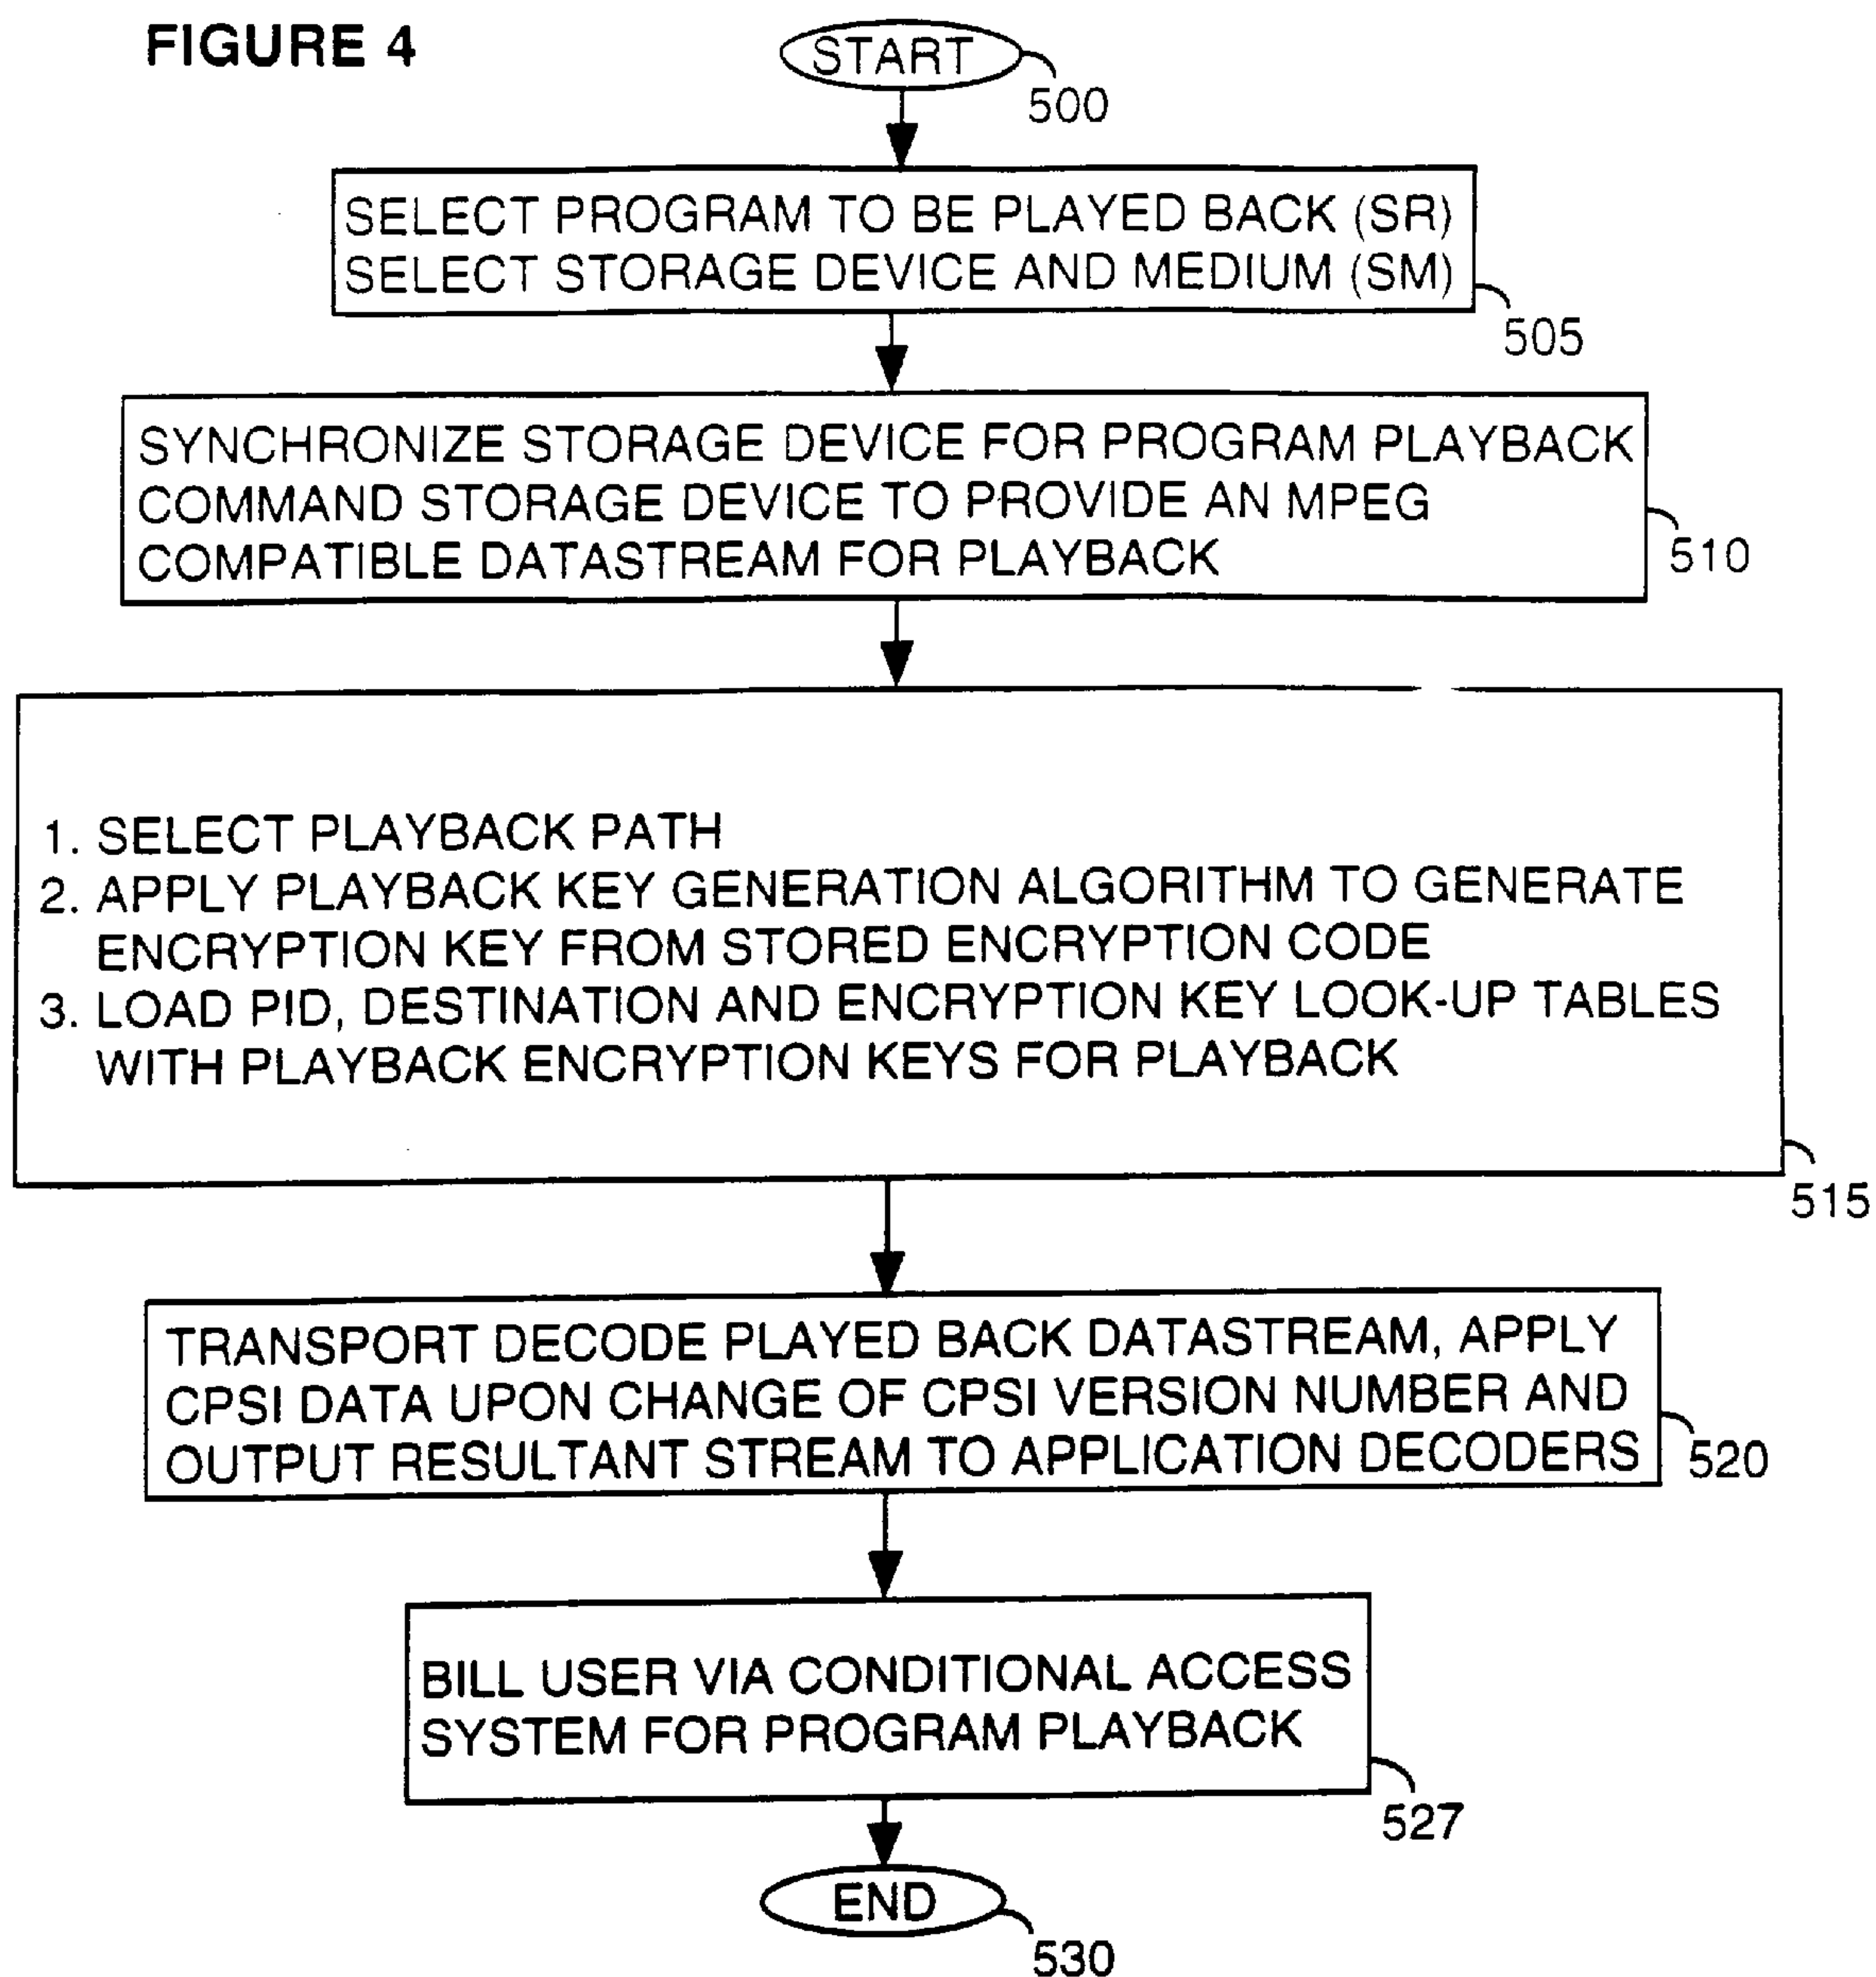 FIGURE 4
START
500
SELECT PROGRAM TO BE PLAYED BACK (SR)
SELECT STORAGE DEVICE AND MEDIUM (SM)
505
SYNCHRONIZE STORAGE DEVICE FOR PROGRAM PLAYBACK
COMMAND STORAGE DEVICE TO PROVIDE AN MPEG
COMPATIBLE DATASTREAM FOR PLAYBACK
510
1. SELECT PLAYBACK PATH
2. APPLY PLAYBACK KEY GENERATION ALGORITHM TO GENERATE
ENCRYPTION KEY FROM STORED ENCRYPTION CODE
3. LOAD PID, DESTINATION AND ENCRYPTION KEY LOOK-UP TABLES
WITH PLAYBACK ENCRYPTION KEYS FOR PLAYBACK
515
TRANSPORT DECODE PLAYED BACK DATASTREAM, APPLY
CPSI DATA UPON CHANGE OF CPSI VERSION NUMBER AND
OUTPUT RESULTANT STREAM TO APPLICATION DECODERS
520
BILL USER VIA CONDITIONAL ACCESS
SYSTEM FOR PROGRAM PLAYBACK
527
END
530